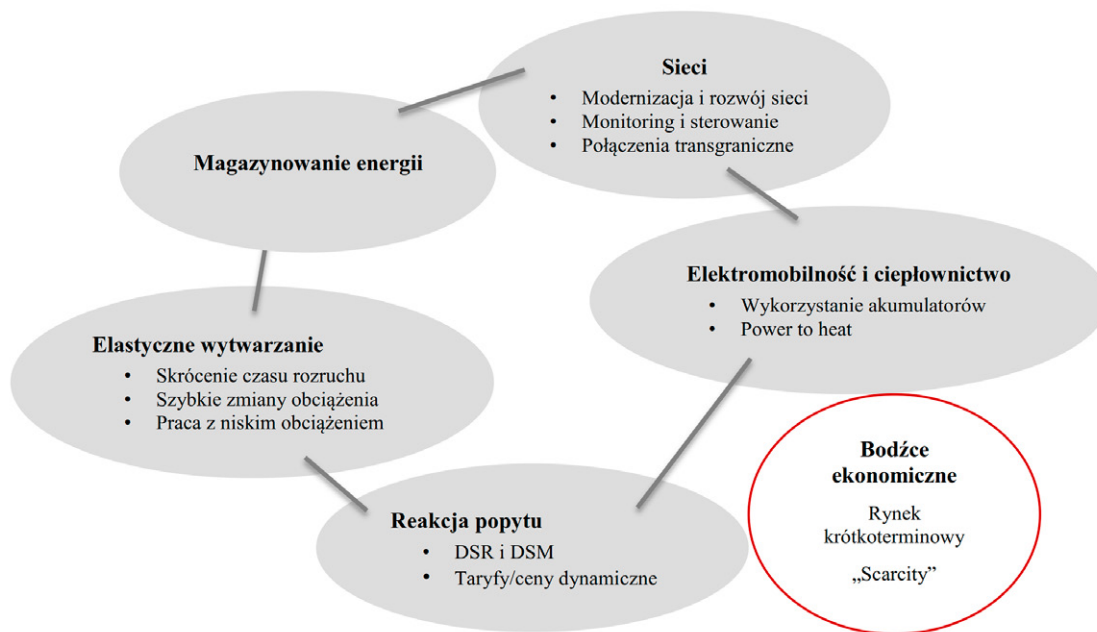 Sieci
• Modernizacja i rozwój sieci
• Monitoring i sterowanie
• Połączenia transgraniczne
Magazynowanie energii
Elektromobilność i ciepłownictwo
• Wykorzystanie akumulatorów
• Power to heat
Elastyczne wytwarzanie
• Skrócenie czasu rozruchu
• Szybkie zmiany obciążenia
• Praca z niskim obciążeniem
Reakcja popytu
• DSR i DSM
• Taryfy/ceny dynamiczne
Bodźce
ekonomiczne
Rynek
krótkoterminowy
„Scarcity”